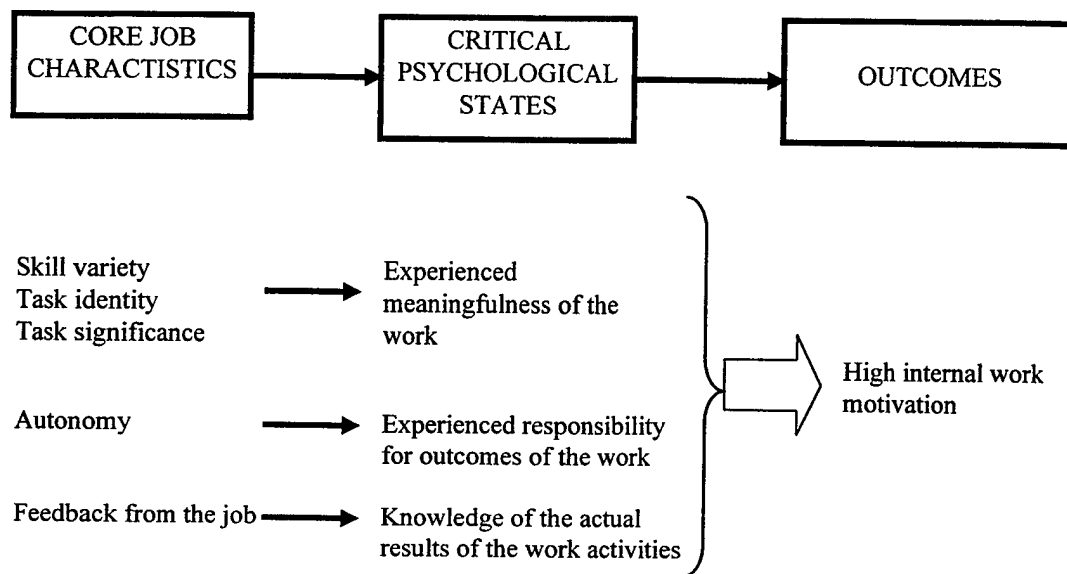 CORE JOB
CHARACTISTICS
CRITICAL
PSYCHOLOGICAL
STATES
OUTCOMES
Skill variety
Task identity
Task significance
Experienced
meaningfulness of the
work
Autonomy
Experienced responsibility
for outcomes of the work
Feedback from the job
Knowledge of the actual
results of the work activities
High internal work
motivation